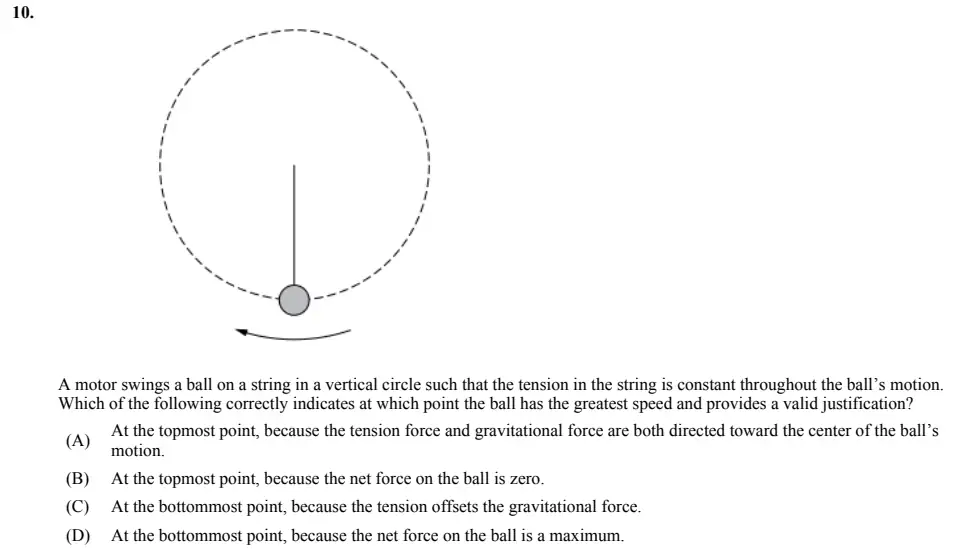 10.
A motor swings a ball on a string in a vertical circle such that the tension in the string is constant throughout the ball’s motion.
Which of the following correctly indicates at which point the ball has the greatest speed and provides a valid justification?
(A) At the topmost point, because the tension force and gravitational force are both directed toward the center of the ball’s
motion.
(B) At the topmost point, because the net force on the ball is zero.
(C) At the bottommost point, because the tension offsets the gravitational force.
(D) At the bottommost point, because the net force on the ball is a maximum.